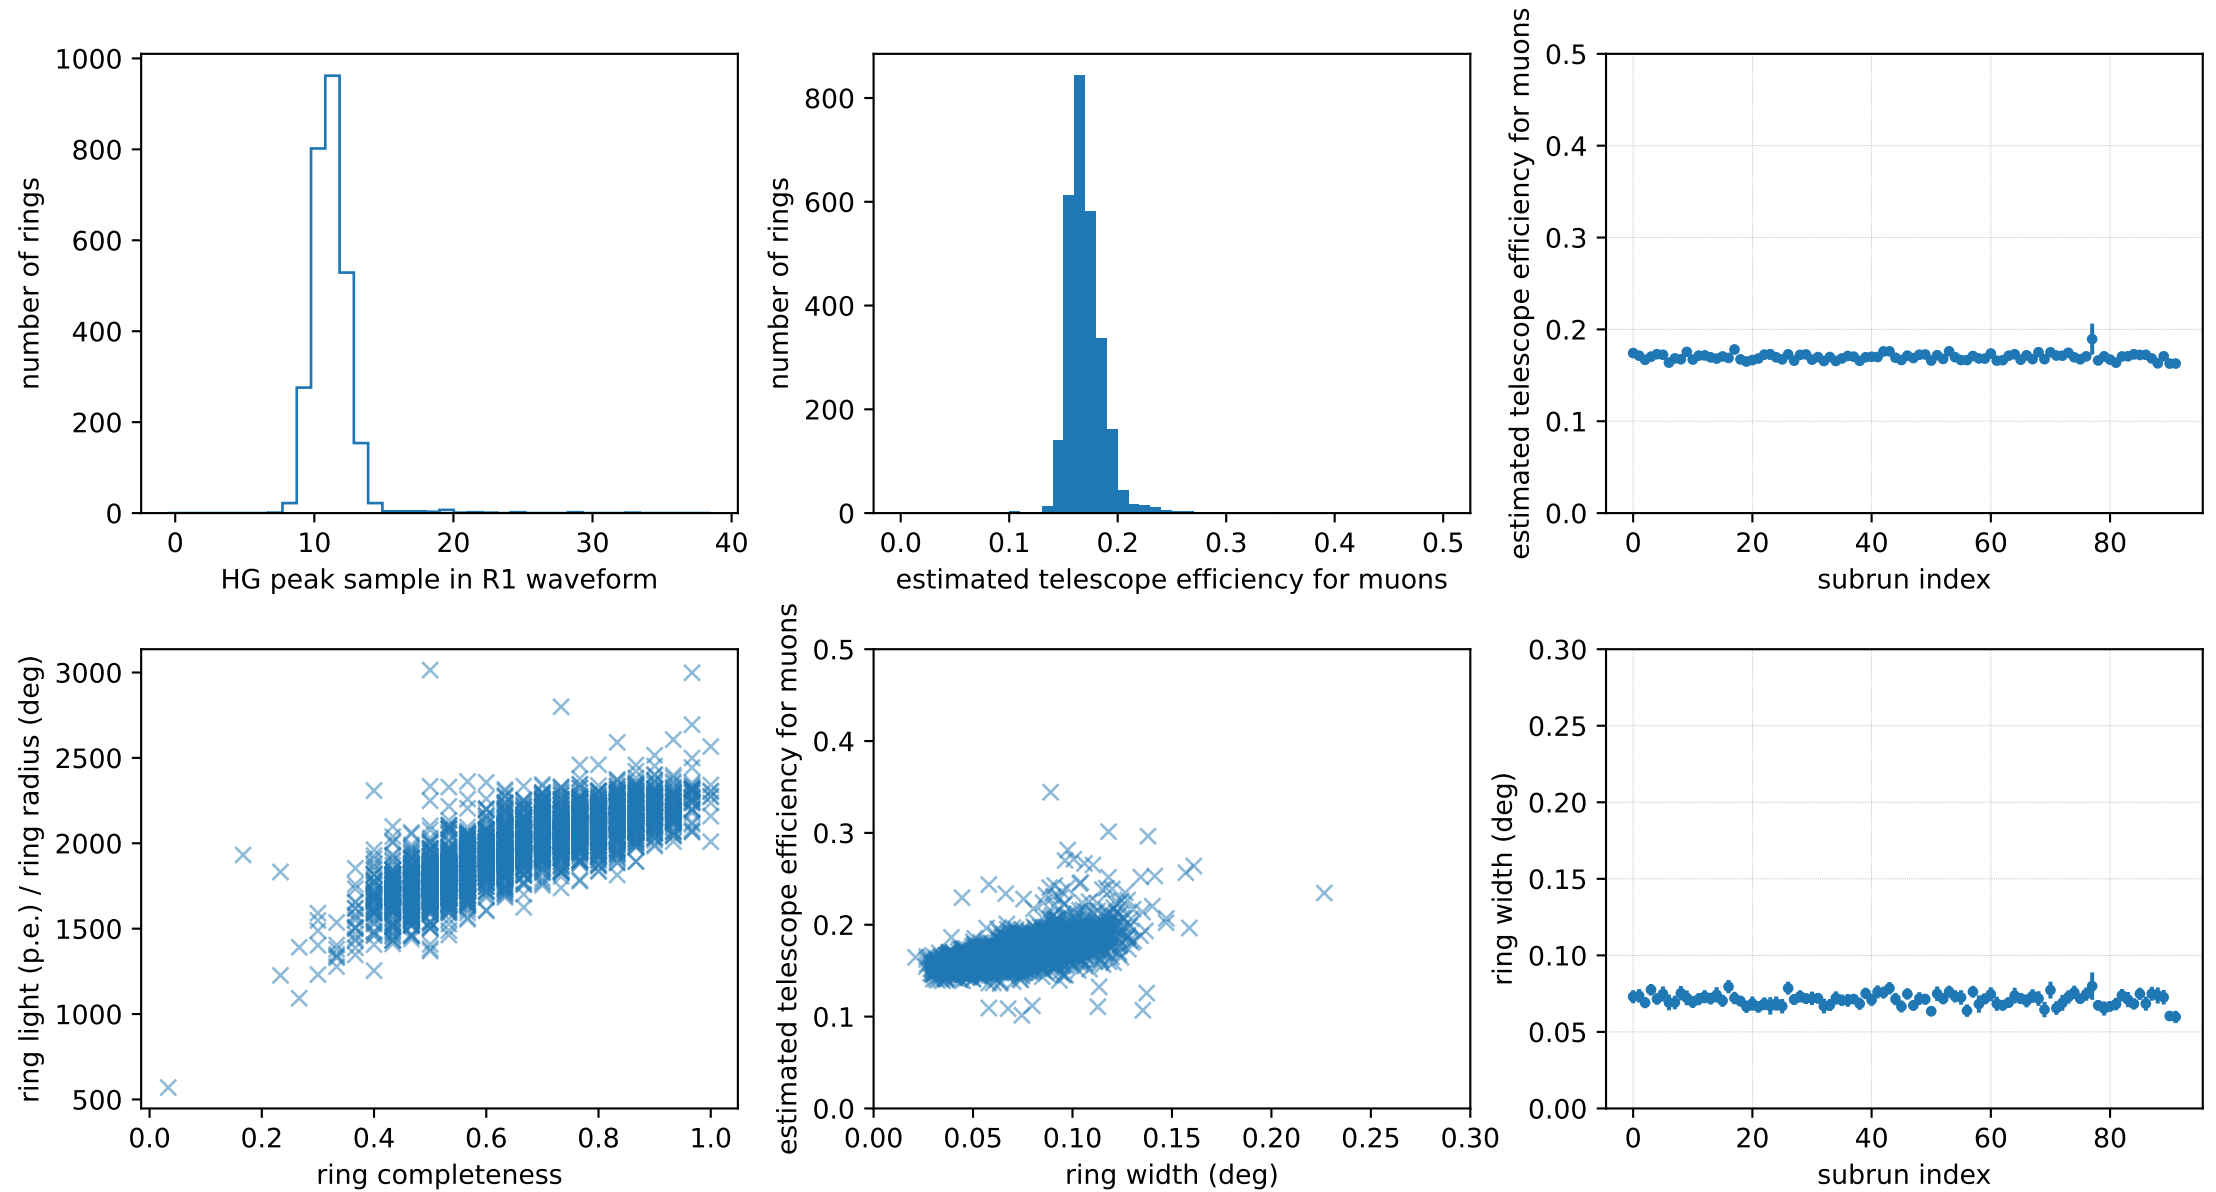 1000
800
600
400
200
0
number of rings
0 10 20 30 40
HG peak sample in R1 waveform
800
600
400
200
0
number of rings
0.0 0.1 0.2 0.3 0.4 0.5
estimated telescope efficiency for muons
0.5
0.4
0.3
0.2
0.1
0.0
estimated telescope efficiency for muons
0 20 40 60 80
subrun index
3000
2500
2000
1500
1000
500
ring light (p.e.) / ring radius (deg)
0.0 0.2 0.4 0.6 0.8 1.0
ring completeness
0.5
0.4
0.3
0.2
0.1
0.0
estimated telescope efficiency for muons
0.00 0.05 0.10 0.15 0.20 0.25 0.30
ring width (deg)
0.30
0.25
0.20
0.15
0.10
0.05
0.00
ring width (deg)
0 20 40 60 80
subrun index